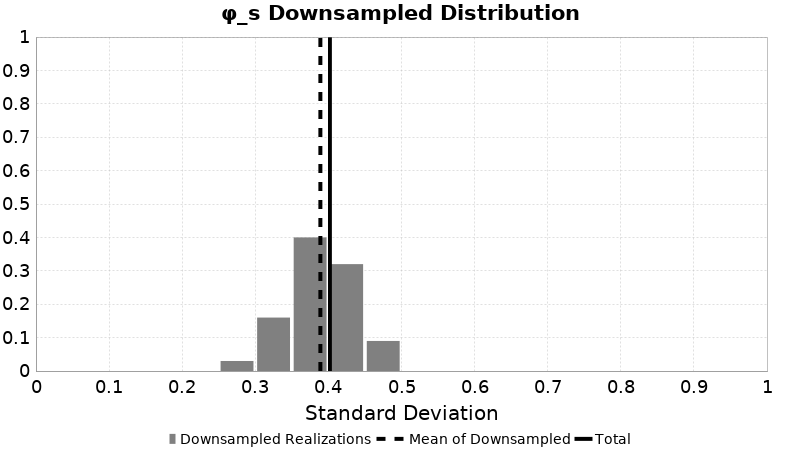 φ_s Downsampled Distribution
1
0.9
0.8
0.7
0.6
0.5
0.4
0.3
0.2
0.1
0
0 0.1 0.2 0.3 0.4 0.5 0.6 0.7 0.8 0.9 1
Standard Deviation
Downsampled Realizations Mean of Downsampled Total